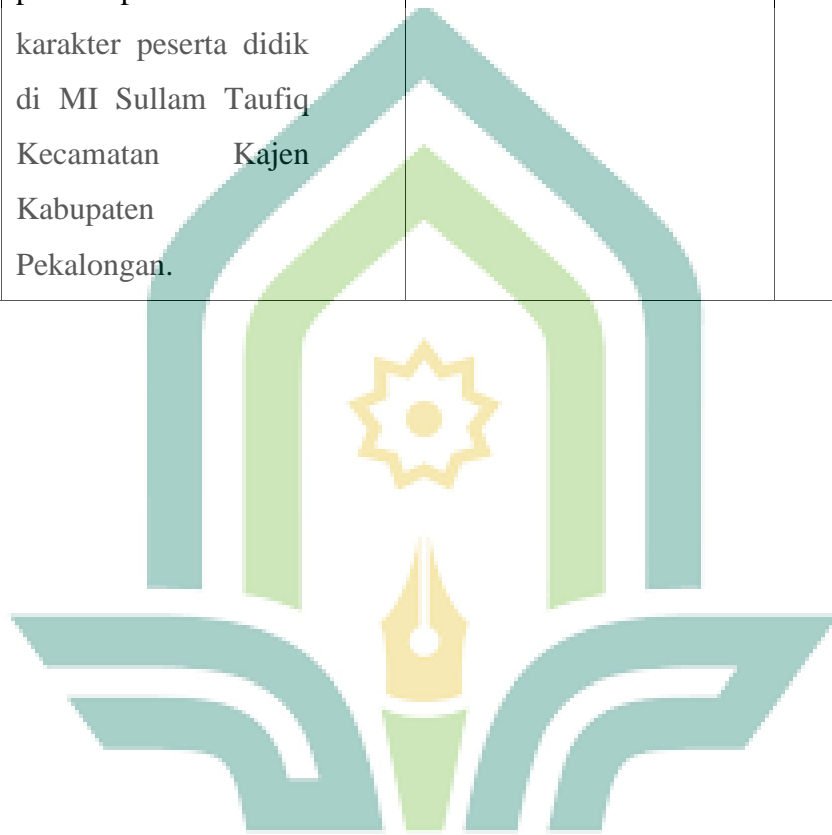 karakter peserta didik
di MI Sullam Taufiq
Kecamatan Kajen
Kabupaten
Pekalongan.